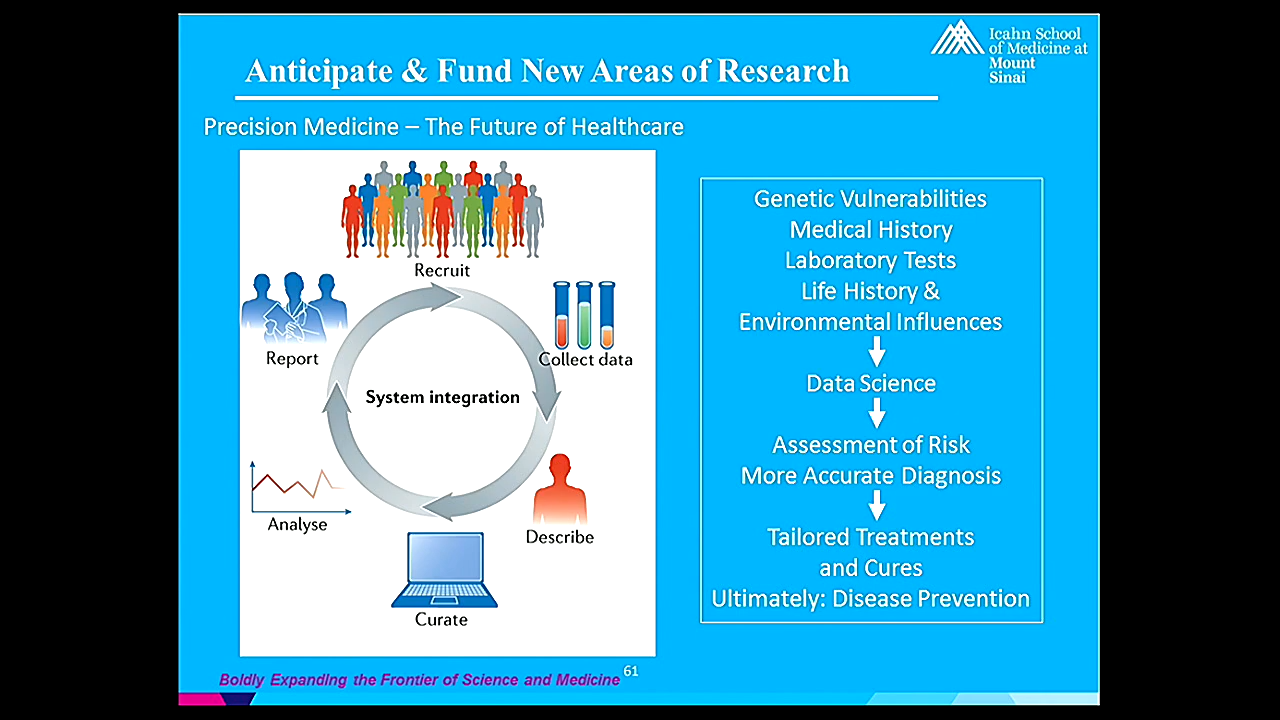 Icahn School
of Medicine at
Mount
Sinai
Anticipate & Fund New Areas of Research
Precision Medicine – The Future of Healthcare
Recruit
Report
Collect data
System integration
Analyse
Describe
Curate
Genetic Vulnerabilities
Medical History
Laboratory Tests
Life History &
Environmental Influences
Data Science
Assessment of Risk
More Accurate Diagnosis
Tailored Treatments
and Cures
Ultimately: Disease Prevention
Boldly Expanding the Frontier of Science and Medicine
61